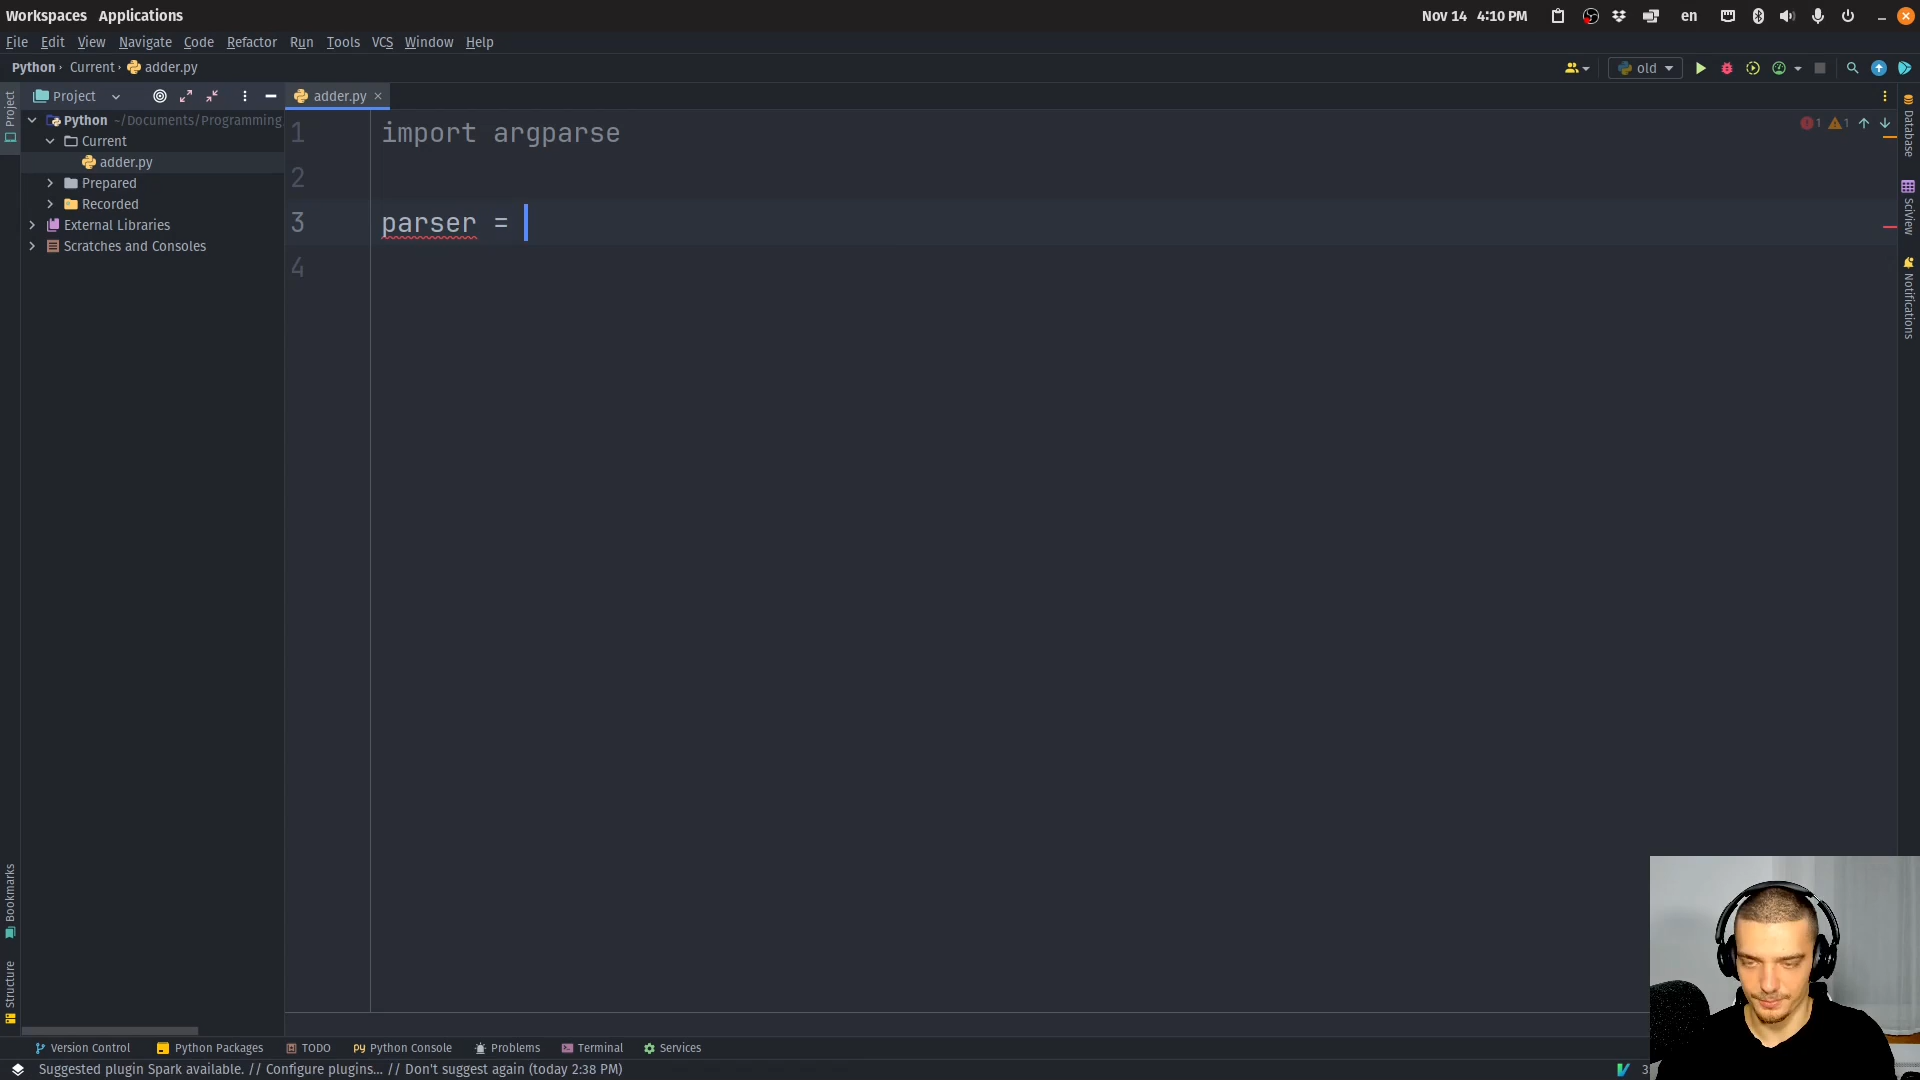 Workspaces Applications Nov 14 4:10 PM en
File Edit View Navigate Code Refactor Run Tools VCS Window Help
Python Current adder.py old
Project adder.py
Project
Python ~/Documents/Programming
Current
adder.py
Prepared
Recorded
External Libraries
Scratches and Consoles
1 import argparse
2
3 parser =
4
1 1
Database
SciView
Notifications
Bookmarks
Structure
Version Control Python Packages TODO Python Console Problems Terminal Services
Suggested plugin Spark available. // Configure plugins... // Don't suggest again (today 2:38 PM) 3